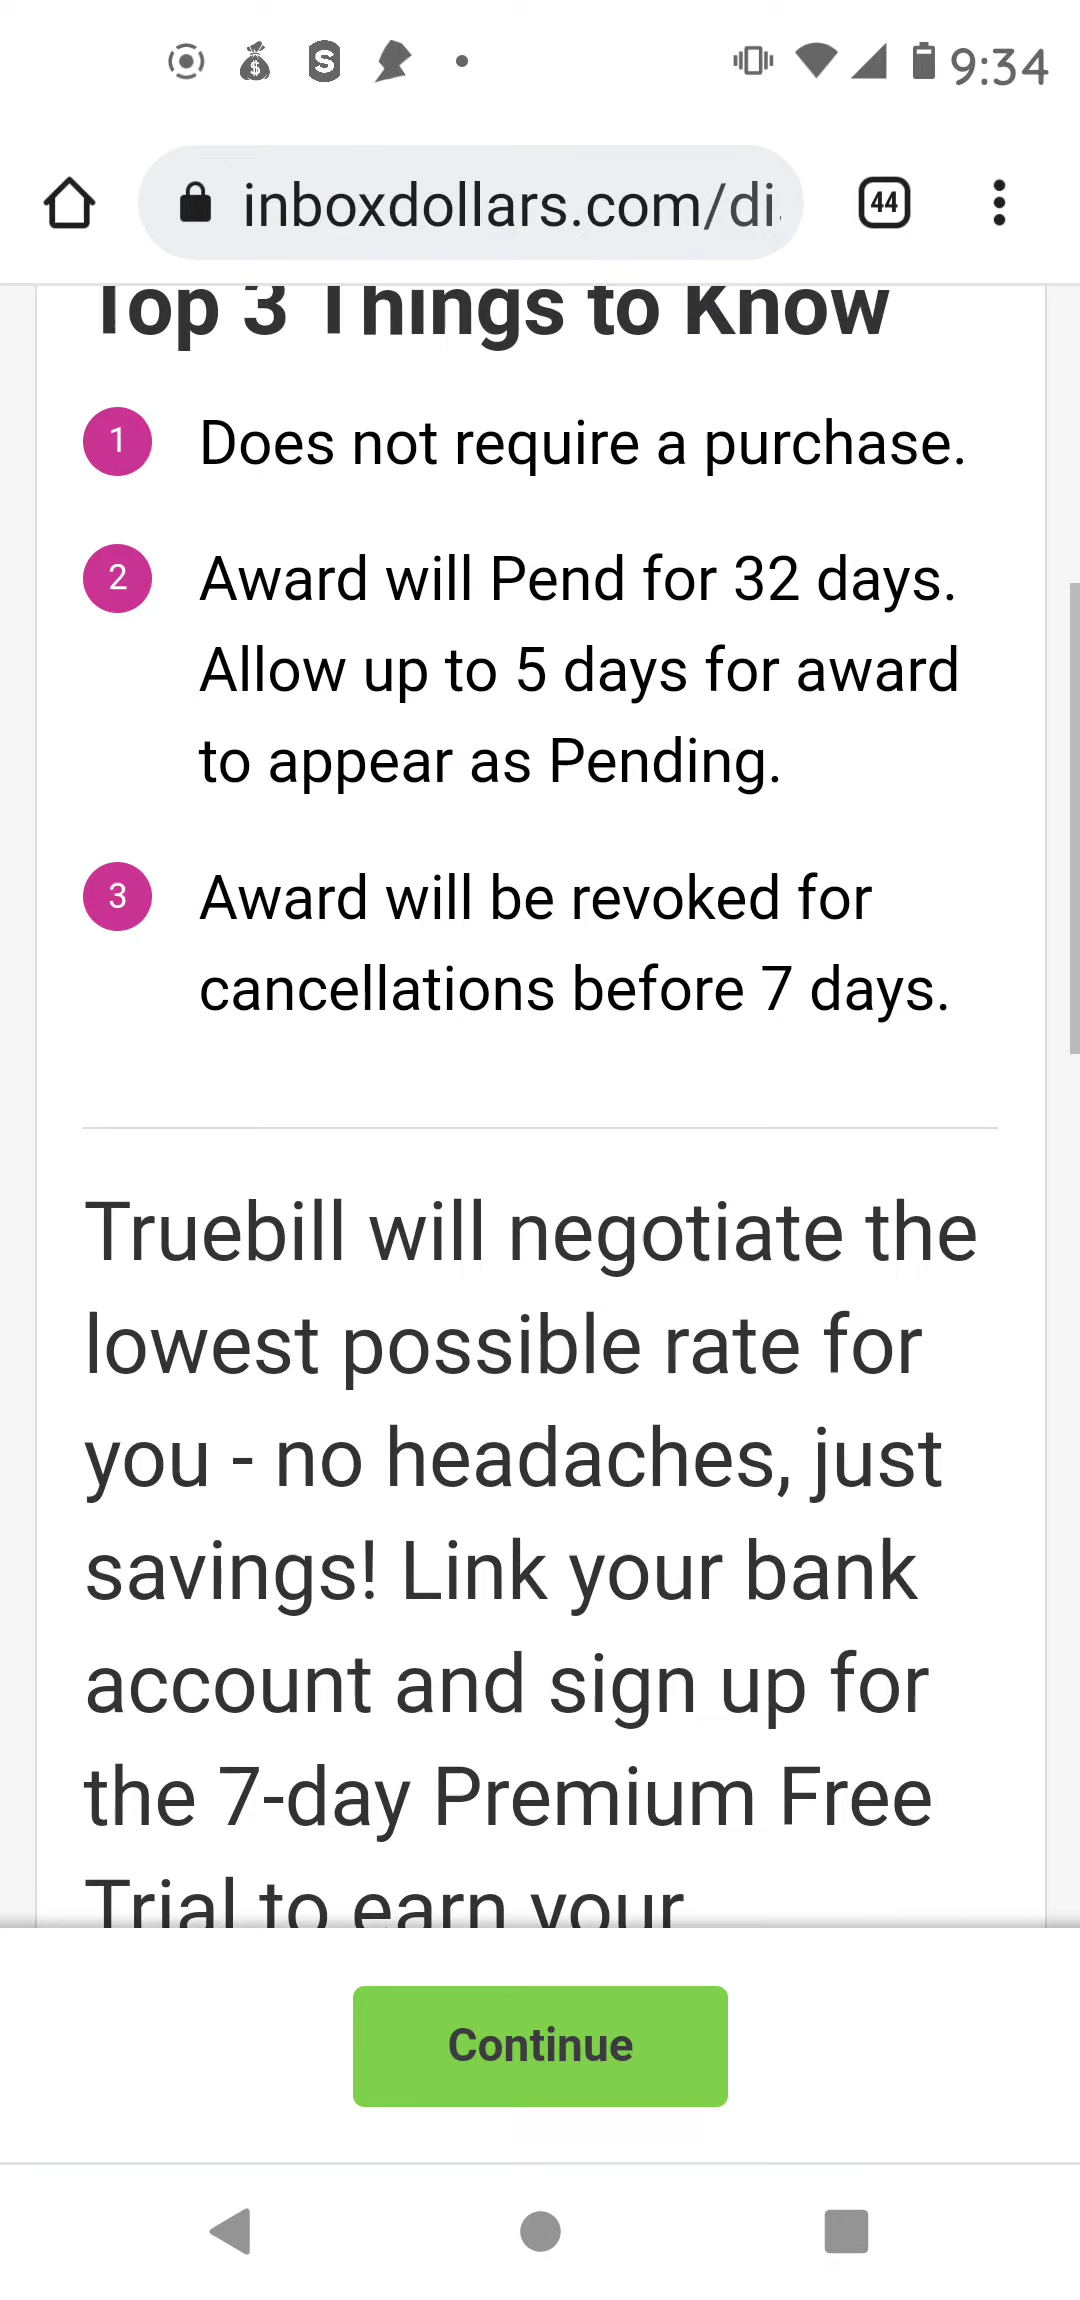 9:34
inboxdollars.com/di
44
Top 3 Things to Know
1 Does not require a purchase.
2 Award will Pend for 32 days.
Allow up to 5 days for award
to appear as Pending.
3 Award will be revoked for
cancellations before 7 days.
Truebill will negotiate the
lowest possible rate for
you - no headaches, just
savings! Link your bank
account and sign up for
the 7-day Premium Free
Trial to earn your
Continue